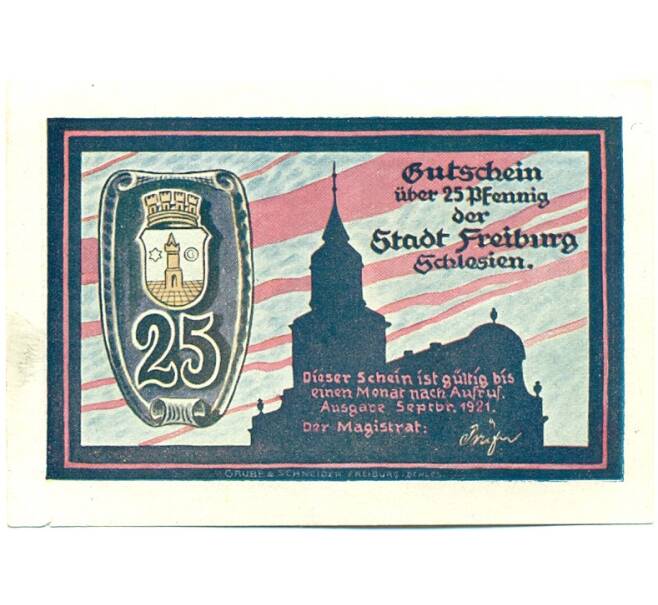 Gutschein
über 25 Pfennig
der
Stadt Freiburg
Schlesien.
25
Dieser Schein ist gültig bis
einen Monat nach Aufruf.
Ausgabe Septbr. 1921.
Der Magistrat:
GRUBE & SCHNEIDER FREIBURG i. SCHLES.